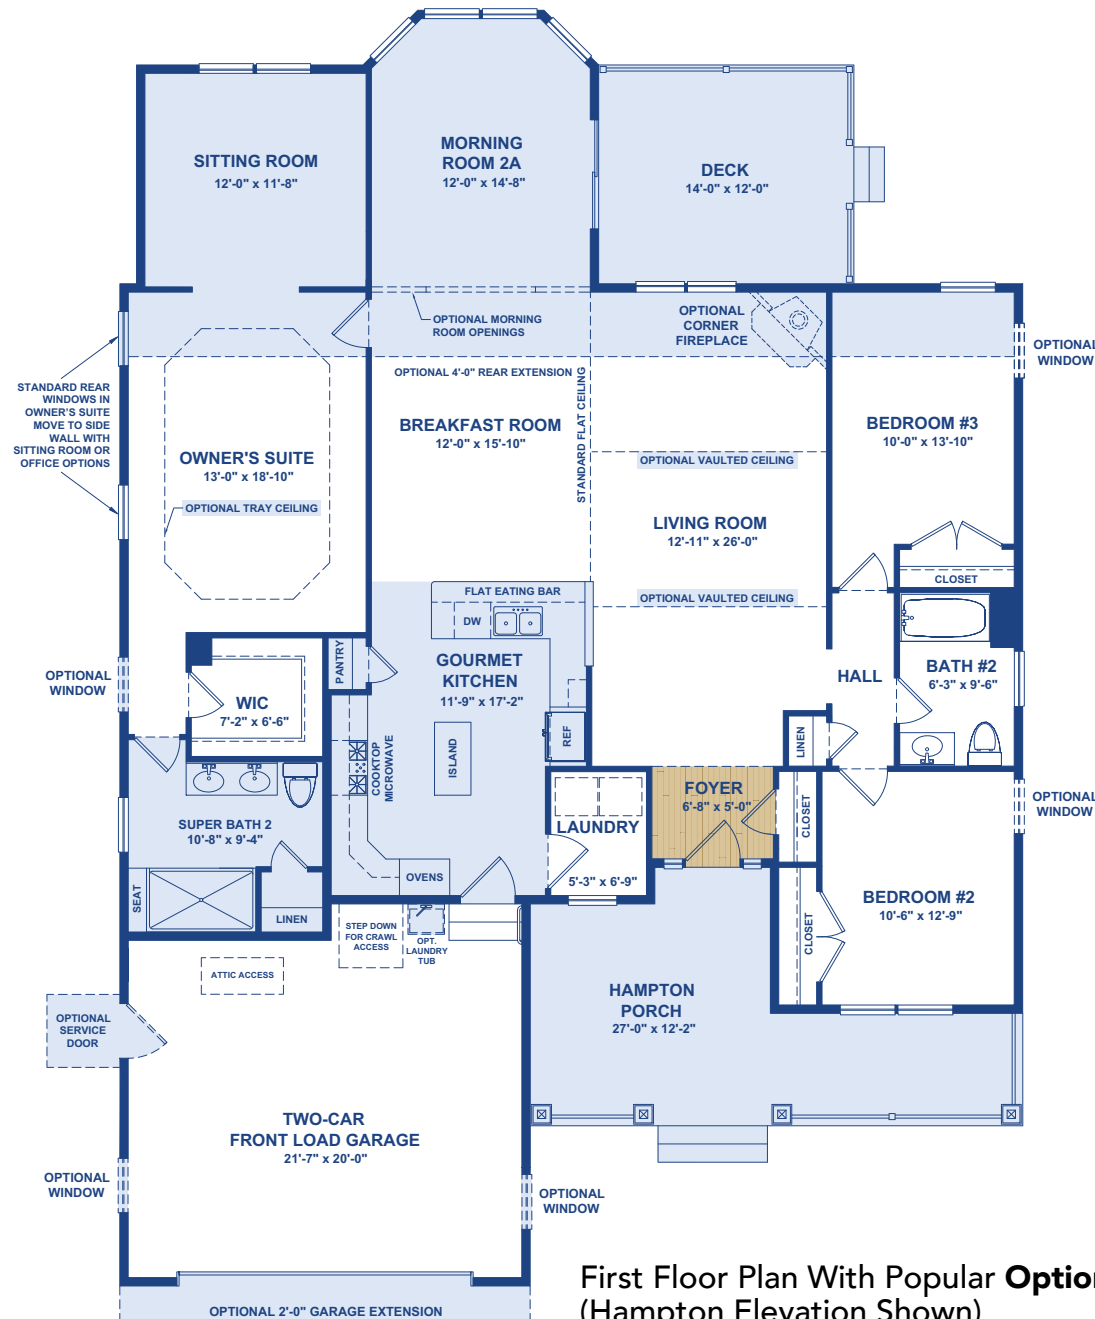 MORNING
ROOM 2A
12'-0" x 14'-8"
SITTING ROOM
12'-0" x 11'-8"
DECK
14'-0" x 12'-0"
OPTIONAL MORNING
ROOM OPENINGS
OPTIONAL
CORNER
FIREPLACE
OPTIONAL
WINDOW
OPTIONAL 4'-0" REAR EXTENSION
STANDARD FLAT CEILING
STANDARD REAR
WINDOWS IN
OWNER'S SUITE
MOVE TO SIDE
WALL WITH
SITTING ROOM OR
OFFICE OPTIONS
OWNER'S SUITE
13'-0" x 18'-10"
OPTIONAL TRAY CEILING
BREAKFAST ROOM
12'-0" x 15'-10"
BEDROOM #3
10'-0" x 13'-10"
OPTIONAL VAULTED CEILING
LIVING ROOM
12'-11" x 26'-0"
OPTIONAL VAULTED CEILING
CLOSET
FLAT EATING BAR
DW
PANTRY
GOURMET
KITCHEN
11'-9" x 17'-2"
OPTIONAL
WINDOW
WIC
7'-2" x 6'-6"
HALL
BATH #2
6'-3" x 9'-6"
COOKTOP
MICROWAVE
ISLAND
REF
LINEN
FOYER
6'-8" x 5'-0"
CLOSET
OPTIONAL
WINDOW
SUPER BATH 2
10'-8" x 9'-4"
LAUNDRY
5'-3" x 6'-9"
SEAT
LINEN
OVENS
BEDROOM #2
10'-6" x 12'-9"
CLOSET
STEP DOWN
FOR CRAWL
ACCESS
OPT.
LAUNDRY
TUB
ATTIC ACCESS
HAMPTON
PORCH
27'-0" x 12'-2"
OPTIONAL
SERVICE
DOOR
TWO-CAR
FRONT LOAD GARAGE
21'-7" x 20'-0"
OPTIONAL
WINDOW
OPTIONAL
WINDOW
OPTIONAL 2'-0" GARAGE EXTENSION
First Floor Plan With Popular Option
(Hampton Elevation Shown)